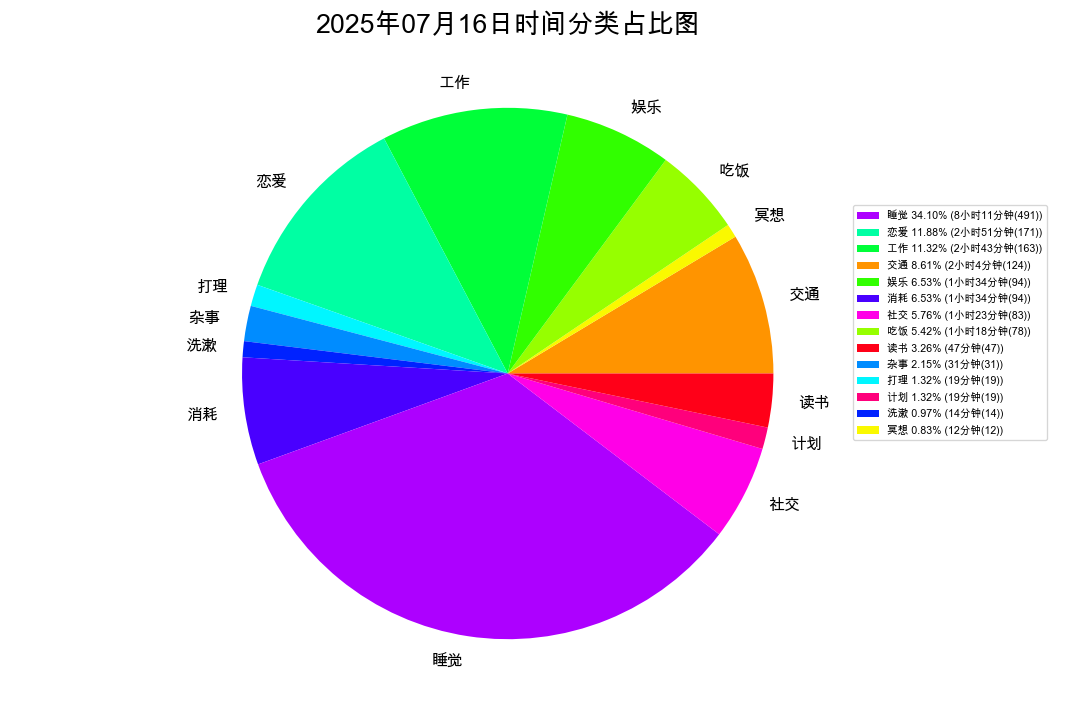 2025年07月16日时间分类占比图
工作
娱乐
恋爱
吃饭
冥想
打理
交通
杂事
洗漱
消耗
读书
计划
社交
睡觉
睡觉 34.10% (8小时11分钟(491))
恋爱 11.88% (2小时51分钟(171))
工作 11.32% (2小时43分钟(163))
交通 8.61% (2小时4分钟(124))
娱乐 6.53% (1小时34分钟(94))
消耗 6.53% (1小时34分钟(94))
社交 5.76% (1小时23分钟(83))
吃饭 5.42% (1小时18分钟(78))
读书 3.26% (47分钟(47))
杂事 2.15% (31分钟(31))
打理 1.32% (19分钟(19))
计划 1.32% (19分钟(19))
洗漱 0.97% (14分钟(14))
冥想 0.83% (12分钟(12))